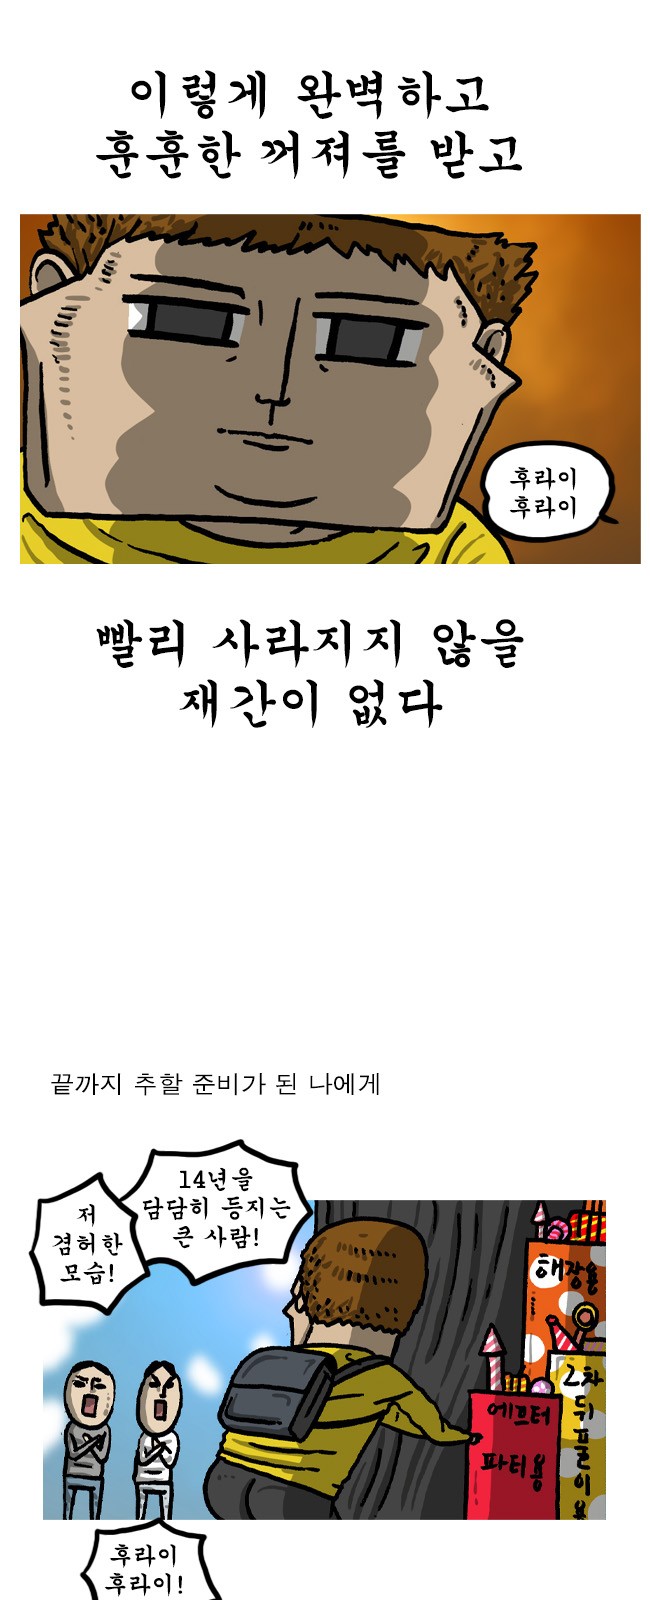 이렇게 완벽하고
훈훈한 꺼져를 받고
후라이
후라이
빨리 사라지지 않을
재간이 없다
끝까지 추할 준비가 된 나에게
14년을
담담히 등지는
큰 사람!
저
겸허한
모습!
해장용
에프터
파티용
2차
뒤풀이용
후라이
후라이!